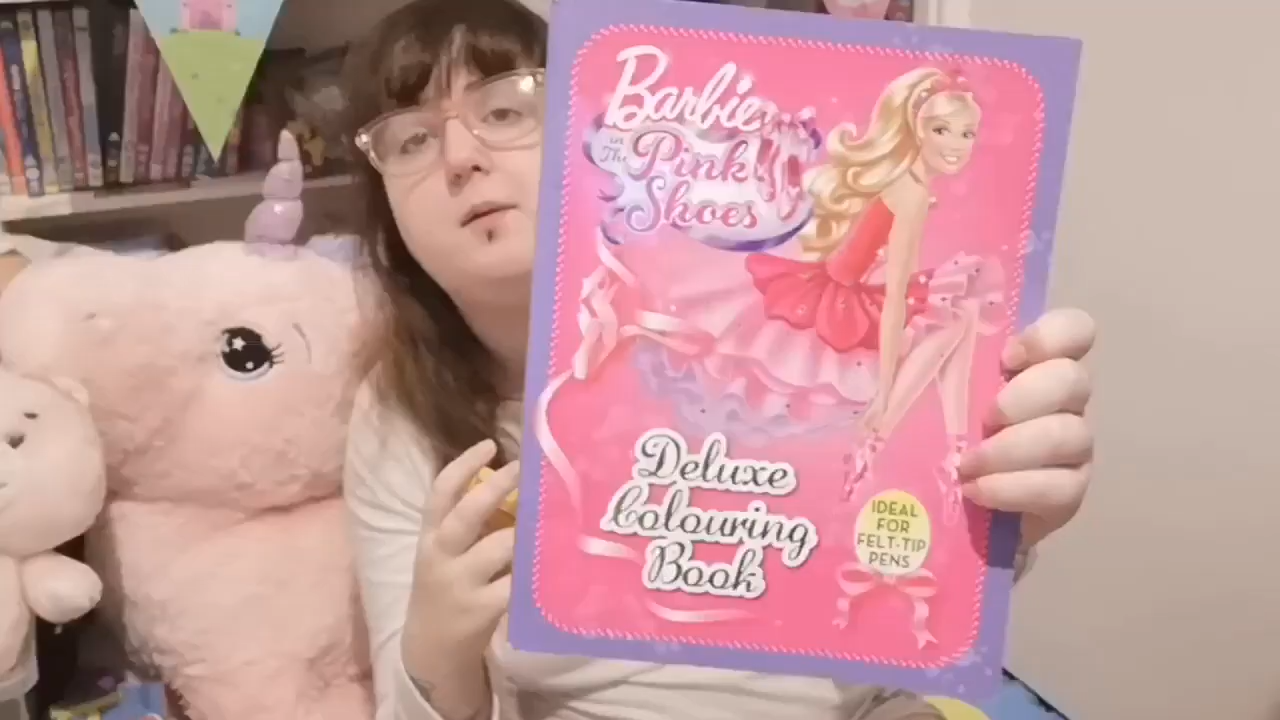 Barbie
in
The
Pink
Shoes
Deluxe
Colouring
Book
IDEAL
FOR
FELT-TIP
PENS